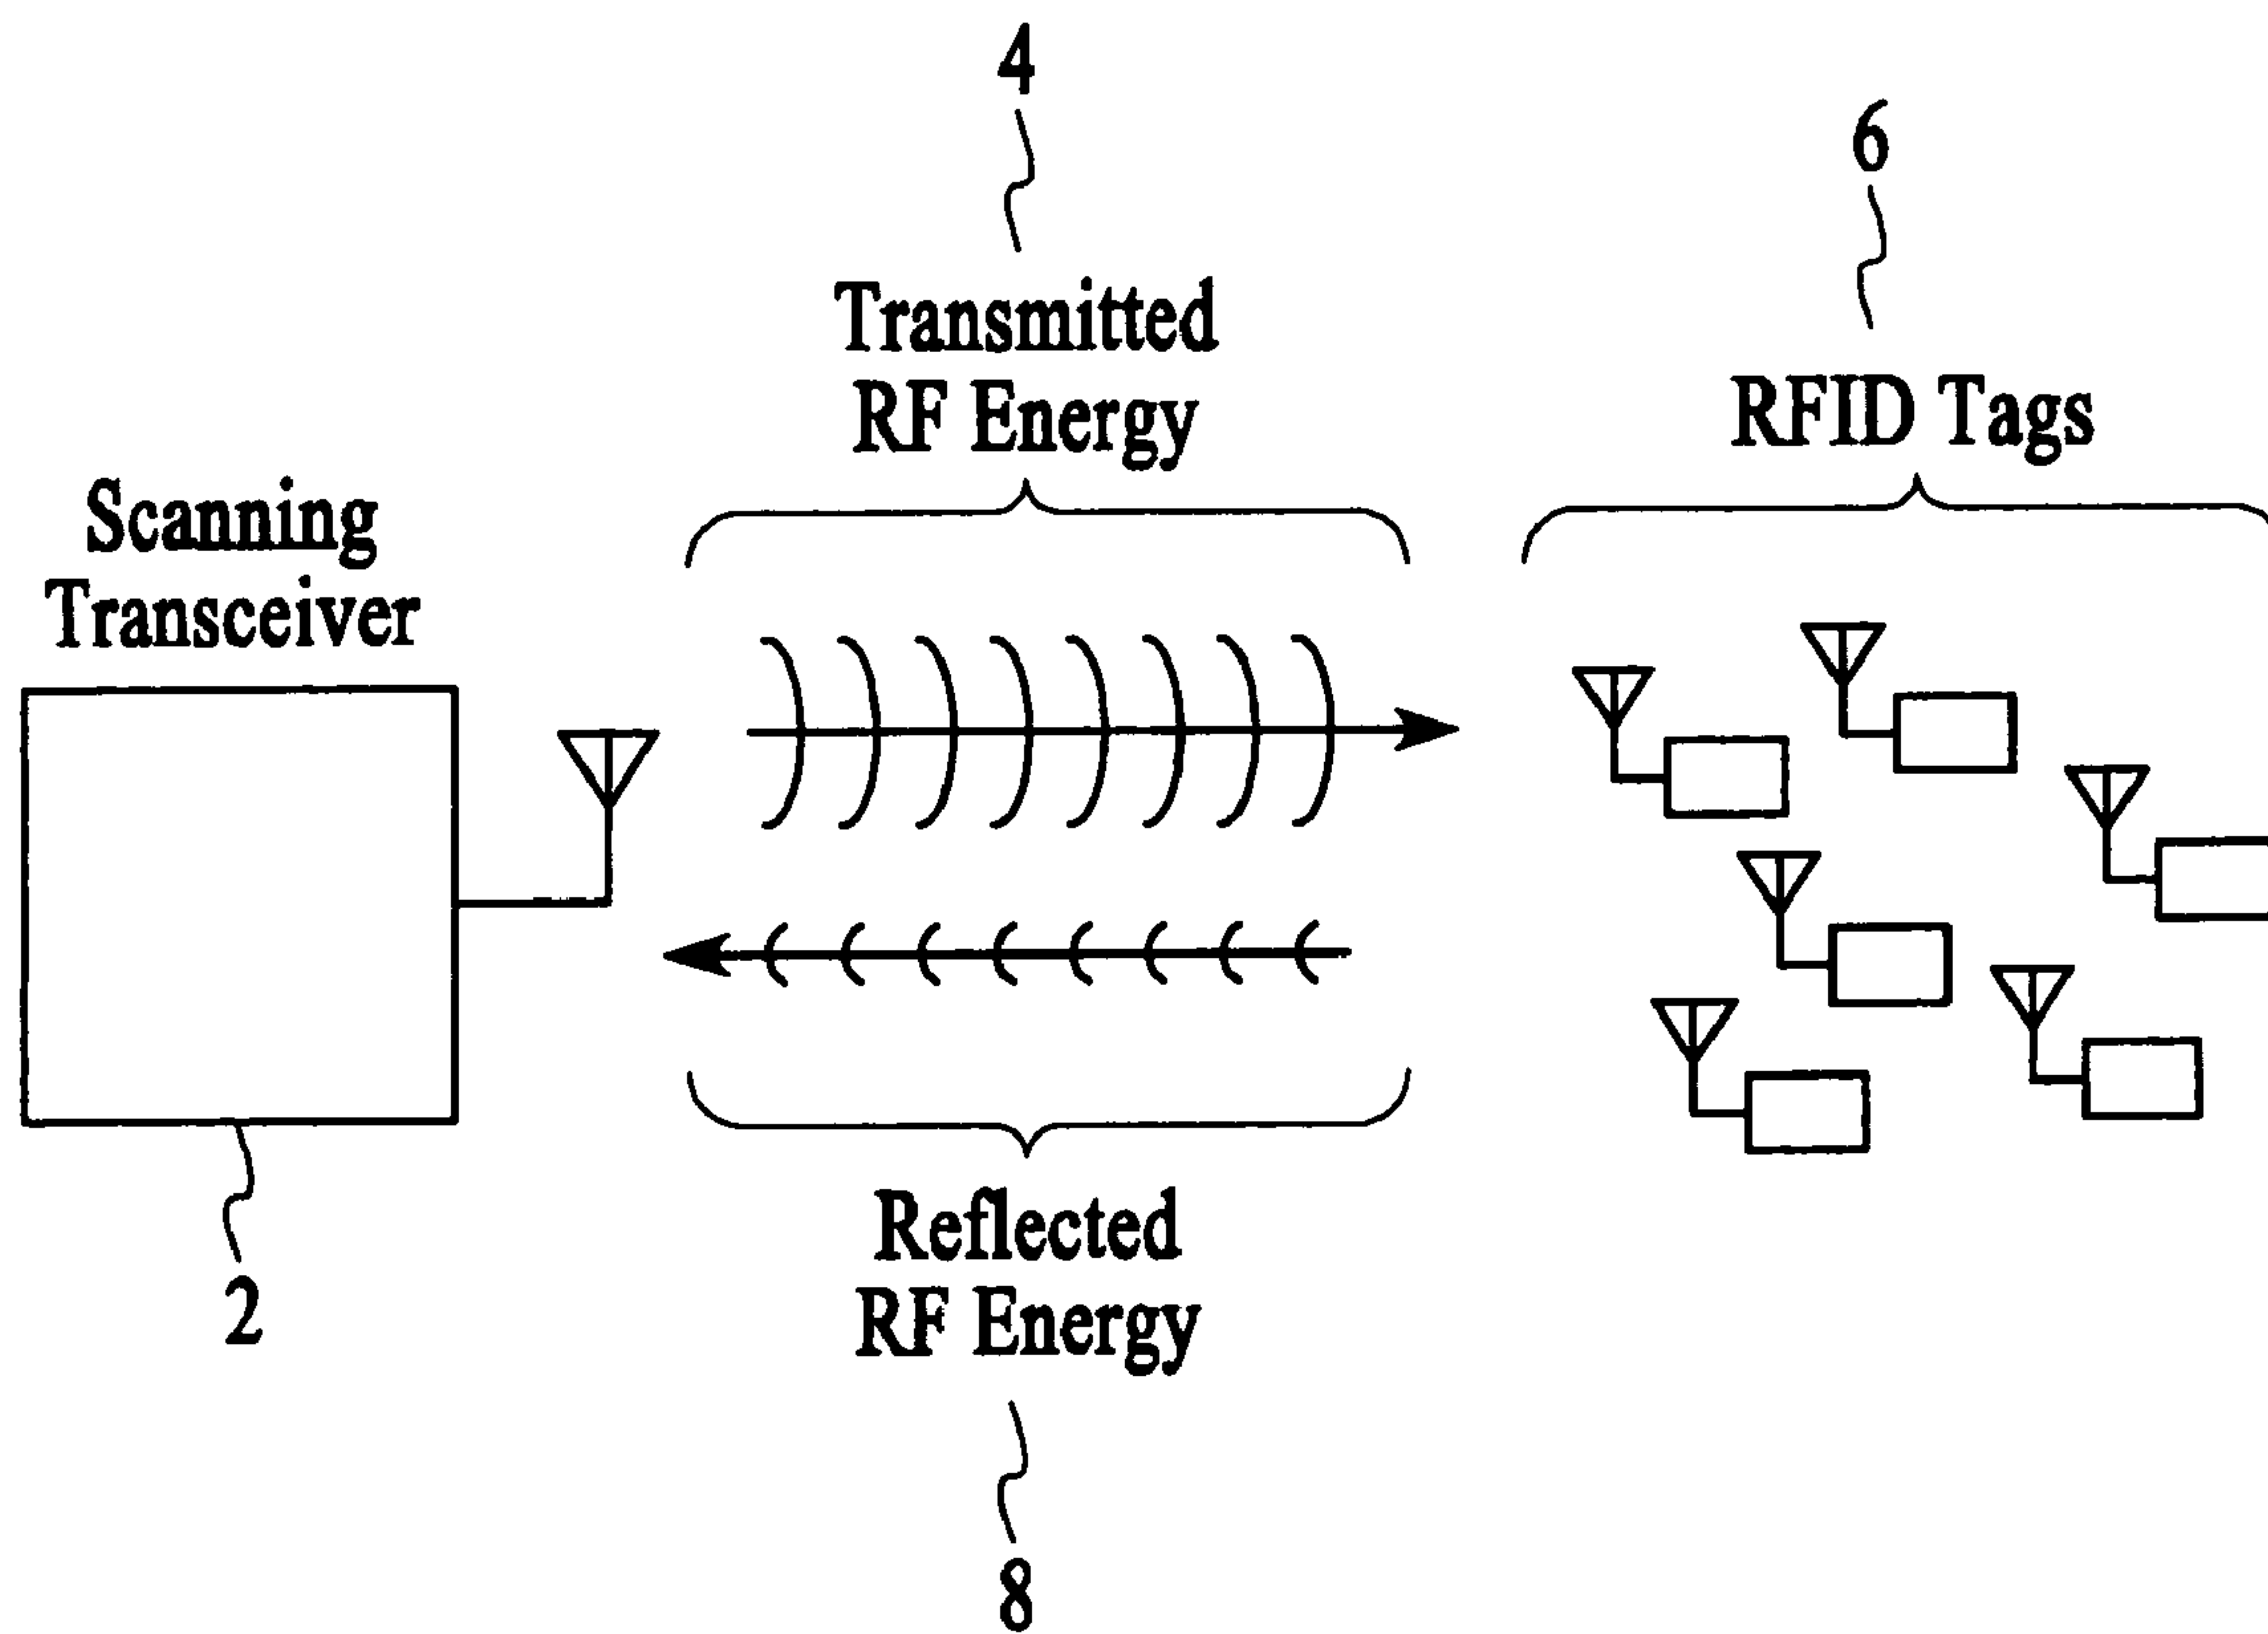 4
6
Transmitted
RF Energy
RFID Tags
Scanning
Transceiver
2
Reflected
RF Energy
8